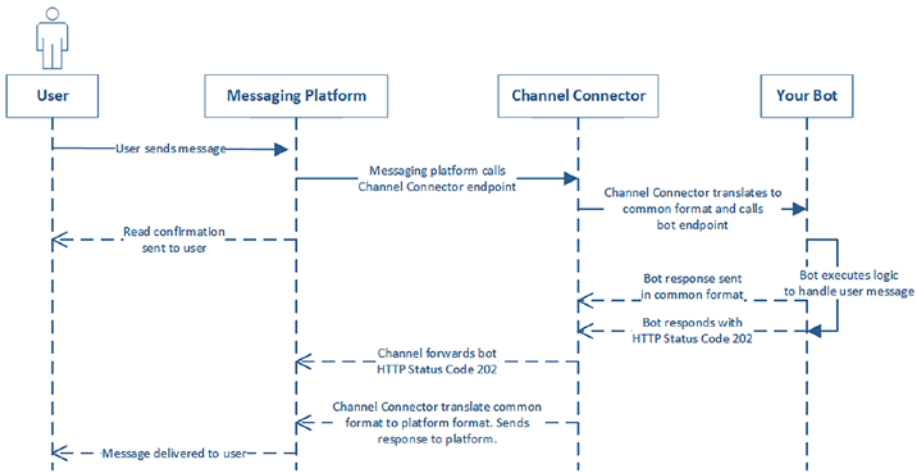 User
Messaging Platform
Channel Connector
Your Bot
User sends message
Messaging platform calls
Channel Connector endpoint
Channel Connector translates to
common format and calls
bot endpoint
Read confirmation
sent to user
Bot executes logic
to handle user message
Bot response sent
in common format
Bot responds with
HTTP Status Code 202
Channel forwards bot
HTTP Status Code 202
Channel Connector translate common
format to platform format. Sends
response to platform.
Message delivered to user